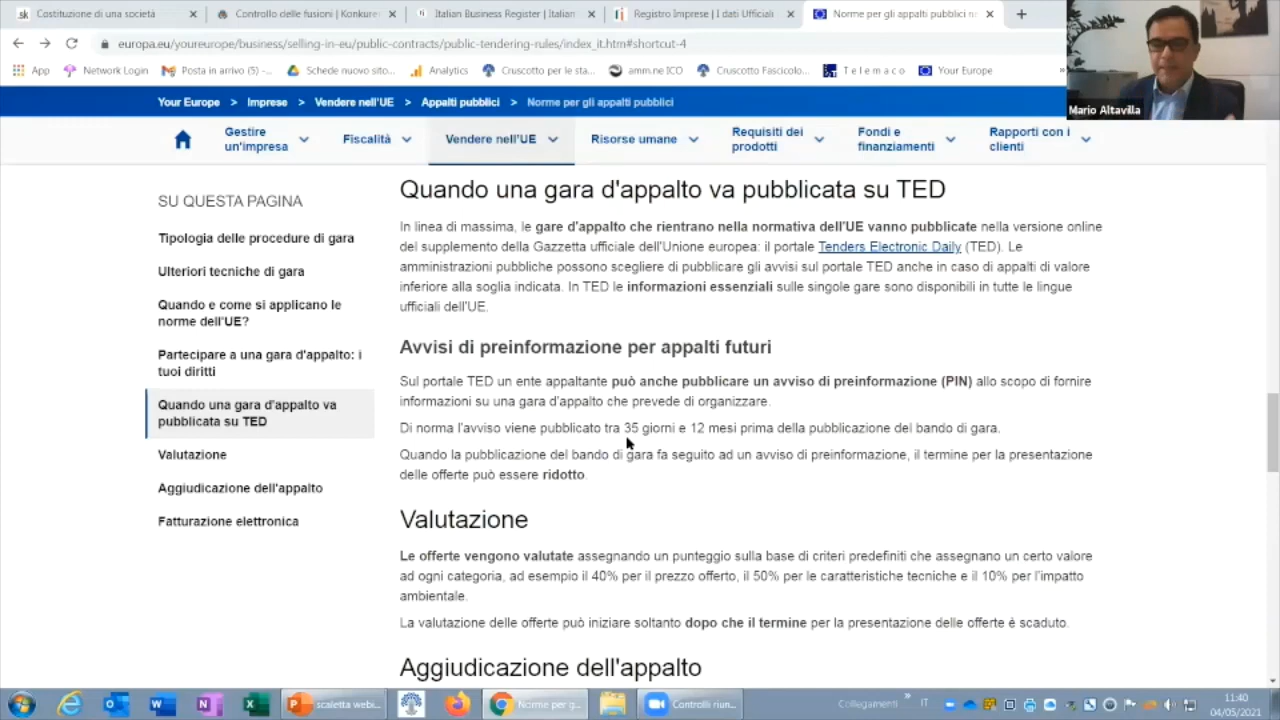 Costituzione di una società
Controllo delle fusioni | Konkure
Italian Business Register | Italian
Registro Imprese | I dati Ufficiali
Norme per gli appalti pubblici n
europa.eu/youreurope/business/selling-in-eu/public-contracts/public-tendering-rules/index_it.htm#shortcut-4
App
Network Login
Posta in arrivo (5) -...
Schede nuovo sito...
Analytics
Cruscotto per le sta...
amm.ne ICO
Cruscotto Fascicolo...
T e l e m a c o
Your Europe
»
Mario Altavilla
Your Europe > Imprese > Vendere nell'UE > Appalti pubblici > Norme per gli appalti pubblici
Gestire
un'impresa
Fiscalità
Vendere nell'UE
Risorse umane
Requisiti dei
prodotti
Fondi e
finanziamenti
Rapporti con i
clienti
SU QUESTA PAGINA
Tipologia delle procedure di gara
Ulteriori tecniche di gara
Quando e come si applicano le
norme dell'UE?
Partecipare a una gara d'appalto: i
tuoi diritti
Quando una gara d'appalto va
pubblicata su TED
Valutazione
Aggiudicazione dell'appalto
Fatturazione elettronica
Quando una gara d'appalto va pubblicata su TED
In linea di massima, le gare d'appalto che rientrano nella normativa dell'UE vanno pubblicate nella versione online
del supplemento della Gazzetta ufficiale dell'Unione europea: il portale Tenders Electronic Daily (TED). Le
amministrazioni pubbliche possono scegliere di pubblicare gli avvisi sul portale TED anche in caso di appalti di valore
inferiore alla soglia indicata. In TED le informazioni essenziali sulle singole gare sono disponibili in tutte le lingue
ufficiali dell'UE.
Avvisi di preinformazione per appalti futuri
Sul portale TED un ente appaltante può anche pubblicare un avviso di preinformazione (PIN) allo scopo di fornire
informazioni su una gara d'appalto che prevede di organizzare.
Di norma l'avviso viene pubblicato tra 35 giorni e 12 mesi prima della pubblicazione del bando di gara.
Quando la pubblicazione del bando di gara fa seguito ad un avviso di preinformazione, il termine per la presentazione
delle offerte può essere ridotto.
Valutazione
Le offerte vengono valutate assegnando un punteggio sulla base di criteri predefiniti che assegnano un certo valore
ad ogni categoria, ad esempio il 40% per il prezzo offerto, il 50% per le caratteristiche tecniche e il 10% per l'impatto
ambientale.
La valutazione delle offerte può iniziare soltanto dopo che il termine per la presentazione delle offerte è scaduto.
Aggiudicazione dell'appalto
scaletta webi...
Norme per g...
Controlli riun...
Collegamenti
»
IT
11:40
04/05/2021